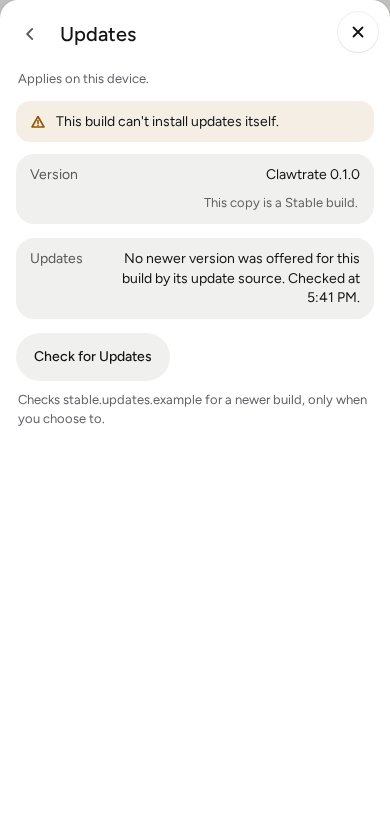 Updates
Applies on this device.
This build can't install updates itself.
Version
Clawtrate 0.1.0
This copy is a Stable build.
Updates
No newer version was offered for this
build by its update source. Checked at
5:41 PM.
Check for Updates
Checks stable.updates.example for a newer build, only when
you choose to.